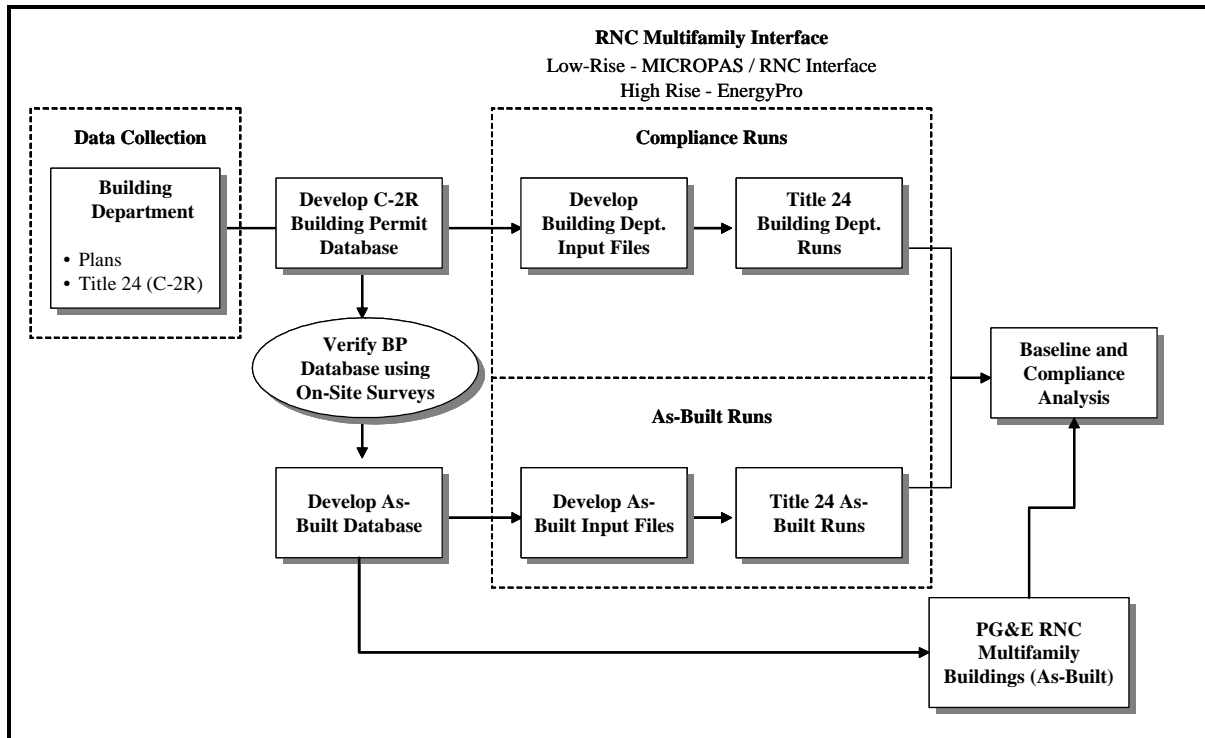 RNC Multifamily Interface
Low-Rise - MICROPAS / RNC Interface
High Rise - EnergyPro
Data Collection
Building
Department
• Plans
• Title 24 (C-2R)
Develop C-2R
Building Permit
Database
Compliance Runs
Develop
Building Dept.
Input Files
Title 24
Building Dept.
Runs
Verify BP
Database using
On-Site Surveys
Baseline and
Compliance
Analysis
As-Built Runs
Develop As-
Built Database
Develop As-
Built Input Files
Title 24 As-
Built Runs
PG&E RNC
Multifamily
Buildings (As-Built)